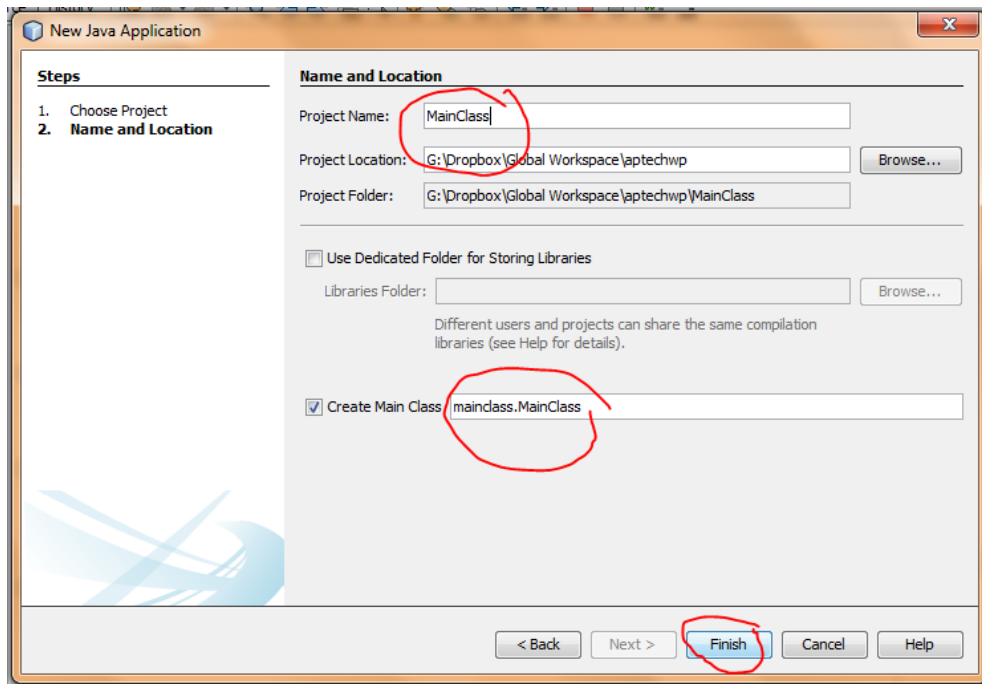 New Java Application
Steps
1. Choose Project
2. Name and Location
Name and Location
Project Name: MainClass
Project Location: G:\Dropbox\Global Workspace\aptechwp Browse...
Project Folder: G:\Dropbox\Global Workspace\aptechwp\MainClass
Use Dedicated Folder for Storing Libraries
Libraries Folder: Browse...
Different users and projects can share the same compilation
libraries (see Help for details).
Create Main Class mainclass.MainClass
< Back Next > Finish Cancel Help